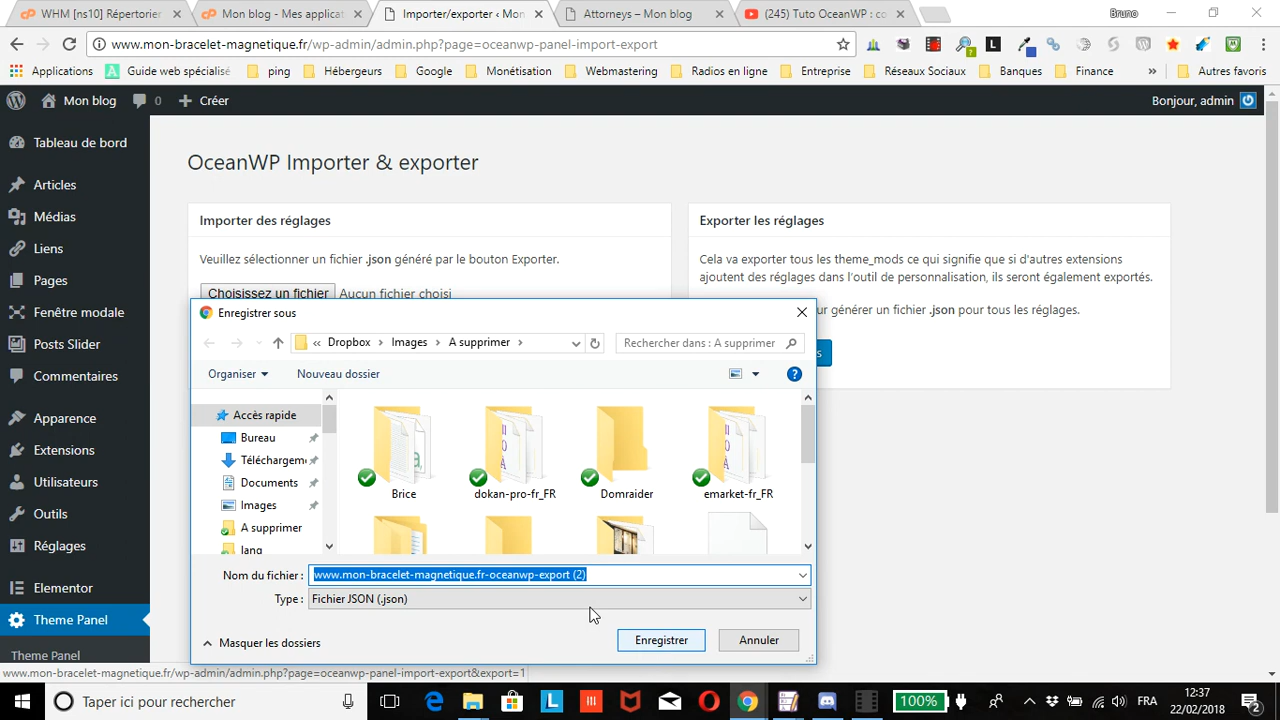 WHM [ns10] Répertorier
Mon blog - Mes applicat
Importer/exporter ‹ Mon
Attorneys – Mon blog
(245) Tuto OceanWP : co
Bruno
www.mon-bracelet-magnetique.fr/wp-admin/admin.php?page=oceanwp-panel-import-export
Applications
Guide web spécialisé
ping
Hébergeurs
Google
Monétisation
Webmastering
Radios en ligne
Entreprise
Réseaux Sociaux
Banques
Finance
»
Autres favoris
Mon blog
0
Créer
Bonjour, admin
Tableau de bord
Articles
Médias
Liens
Pages
Fenêtre modale
Posts Slider
Commentaires
Apparence
Extensions
Utilisateurs
Outils
Réglages
Elementor
Theme Panel
Theme Panel
OceanWP Importer & exporter
Importer des réglages
Veuillez sélectionner un fichier .json généré par le bouton Exporter.
Choisissez un fichier Aucun fichier choisi
Exporter les réglages
Cela va exporter tous les theme_mods ce qui signifie que si d'autres extensions
ajoutent des réglages dans l'outil de personnalisation, ils seront également exportés.
ur générer un fichier .json pour tous les réglages.
s
Enregistrer sous
« Dropbox › Images › A supprimer ›
Rechercher dans : A supprimer
Organiser
Nouveau dossier
Accès rapide
Bureau
Téléchargem
Documents
Images
A supprimer
lang
Brice
dokan-pro-fr_FR
Domraider
emarket-fr_FR
Nom du fichier : www.mon-bracelet-magnetique.fr-oceanwp-export (2)
Type : Fichier JSON (.json)
Masquer les dossiers
Enregistrer
Annuler
www.mon-bracelet-magnetique.fr/wp-admin/admin.php?page=oceanwp-panel-import-export&export=1
Taper ici pour rechercher
100%
FRA
12:37
22/02/2018
2